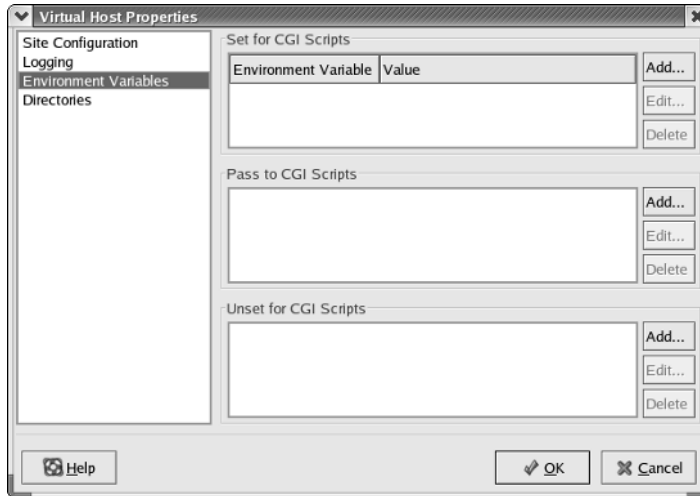 Virtual Host Properties
Site Configuration
Logging
Environment Variables
Directories
Set for CGI Scripts
Environment Variable Value
Add...
Edit...
Delete
Pass to CGI Scripts
Add...
Edit...
Delete
Unset for CGI Scripts
Add...
Edit...
Delete
Help
OK
Cancel